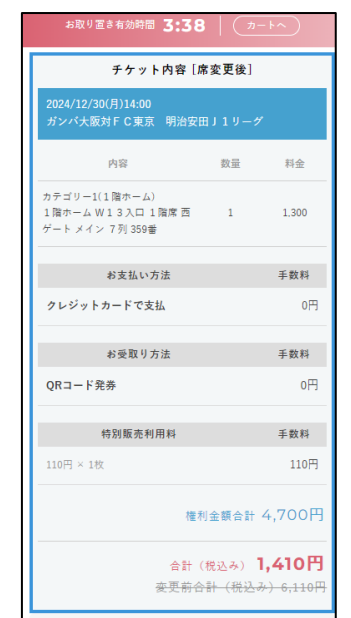 お取り置き有効時間 3:38 カートへ
チケット内容 [席変更後]
2024/12/30(月)14:00
ガンバ大阪対ＦＣ東京　明治安田Ｊ１リーグ
内容 数量 料金
カテゴリー1(１階ホーム)
１階ホームＷ１３入口 １階席 西 1 1,300
ゲート メイン ７列 359番
お支払い方法 手数料
クレジットカードで支払 0円
お受取り方法 手数料
QRコード発券 0円
特別販売利用料 手数料
110円 × 1枚 110円
権利金額合計 4,700円
合計（税込み） 1,410円
変更前合計（税込み）6,110円